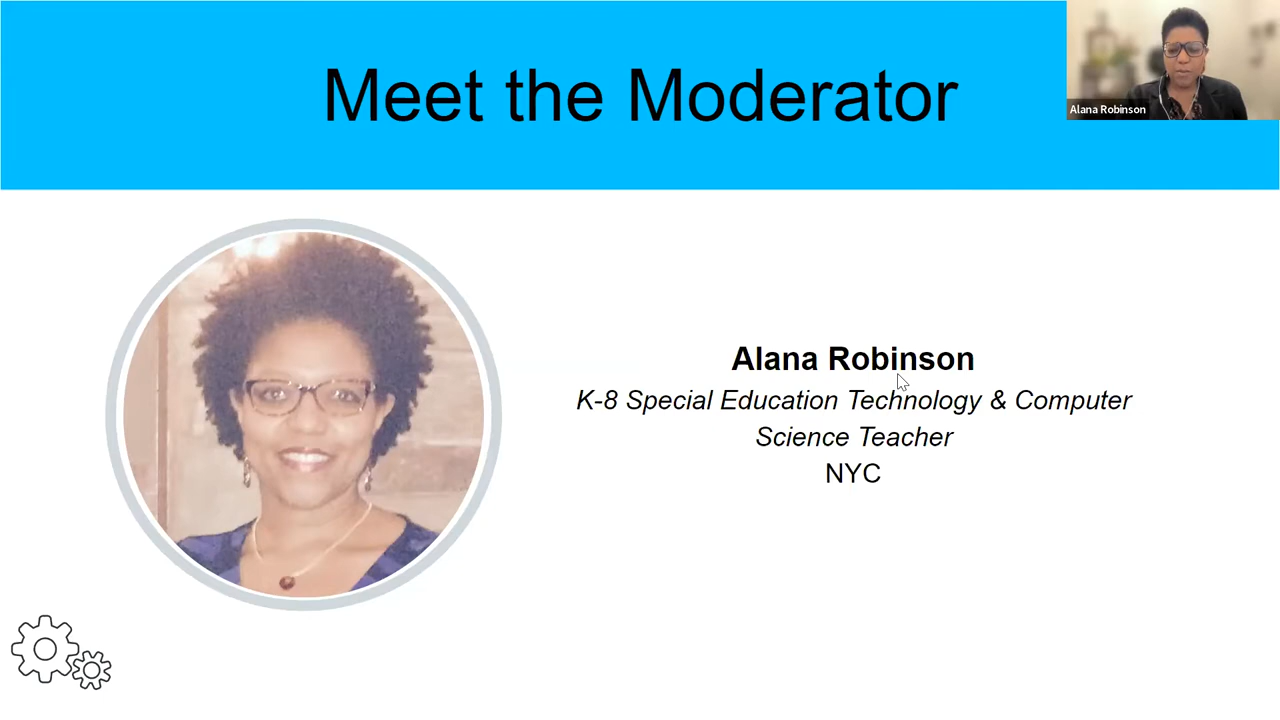 Meet the Moderator
Alana Robinson
Alana Robinson
K-8 Special Education Technology & Computer
Science Teacher
NYC